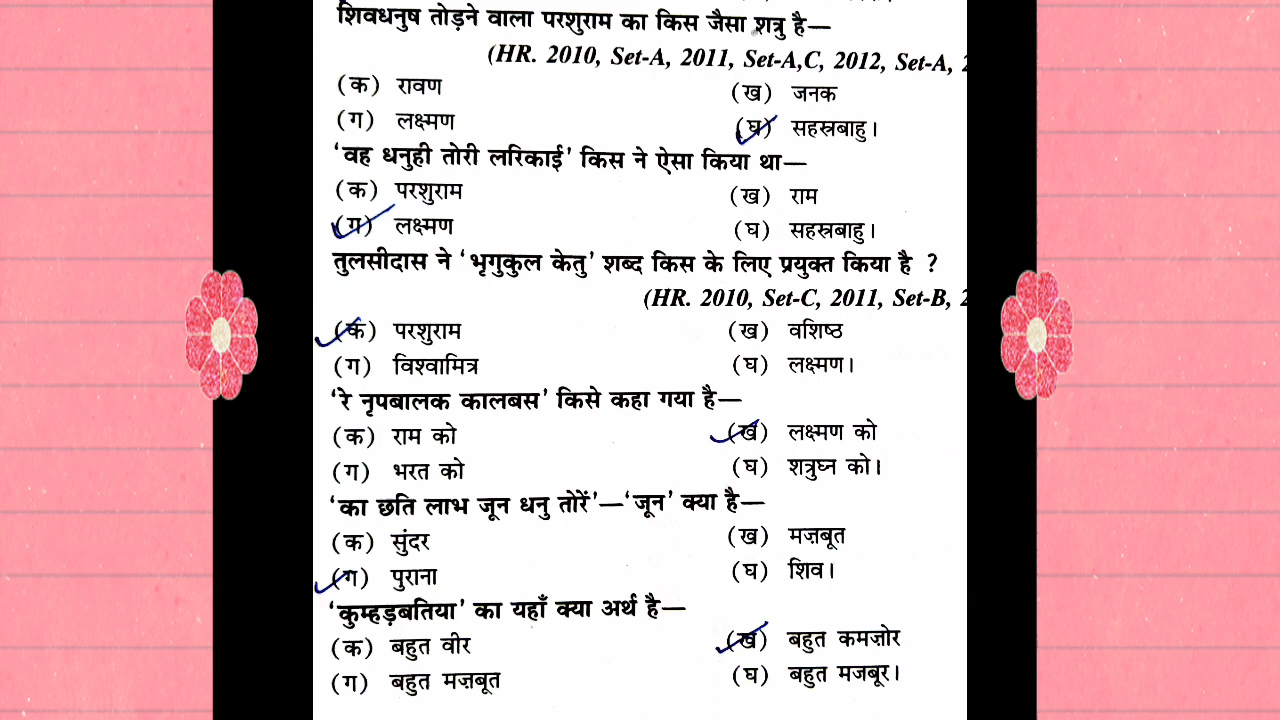 शिवधनुष तोड़ने वाला परशुराम का किस जैसा शत्रु है—
(HR. 2010, Set-A, 2011, Set-A,C, 2012, Set-A, 2
(क) रावण (ख) जनक
(ग) लक्ष्मण (घ) सहस्रबाहु।
'वह धनुही तोरी लरिकाई' किस ने ऐसा किया था—
(क) परशुराम (ख) राम
(ग) लक्ष्मण (घ) सहस्रबाहु।
तुलसीदास ने 'भृगुकुल केतु' शब्द किस के लिए प्रयुक्त किया है ?
(HR. 2010, Set-C, 2011, Set-B, 2
(क) परशुराम (ख) वशिष्ठ
(ग) विश्वामित्र (घ) लक्ष्मण।
'रे नृपबालक कालबस' किसे कहा गया है—
(क) राम को (ख) लक्ष्मण को
(ग) भरत को (घ) शत्रुघ्न को।
'का छति लाभ जून धनु तोरें'—'जून' क्या है—
(क) सुंदर (ख) मज़बूत
(ग) पुराना (घ) शिव।
'कुम्हड़बतिया' का यहाँ क्या अर्थ है—
(क) बहुत वीर (ख) बहुत कमज़ोर
(ग) बहुत मज़बूत (घ) बहुत मजबूर।